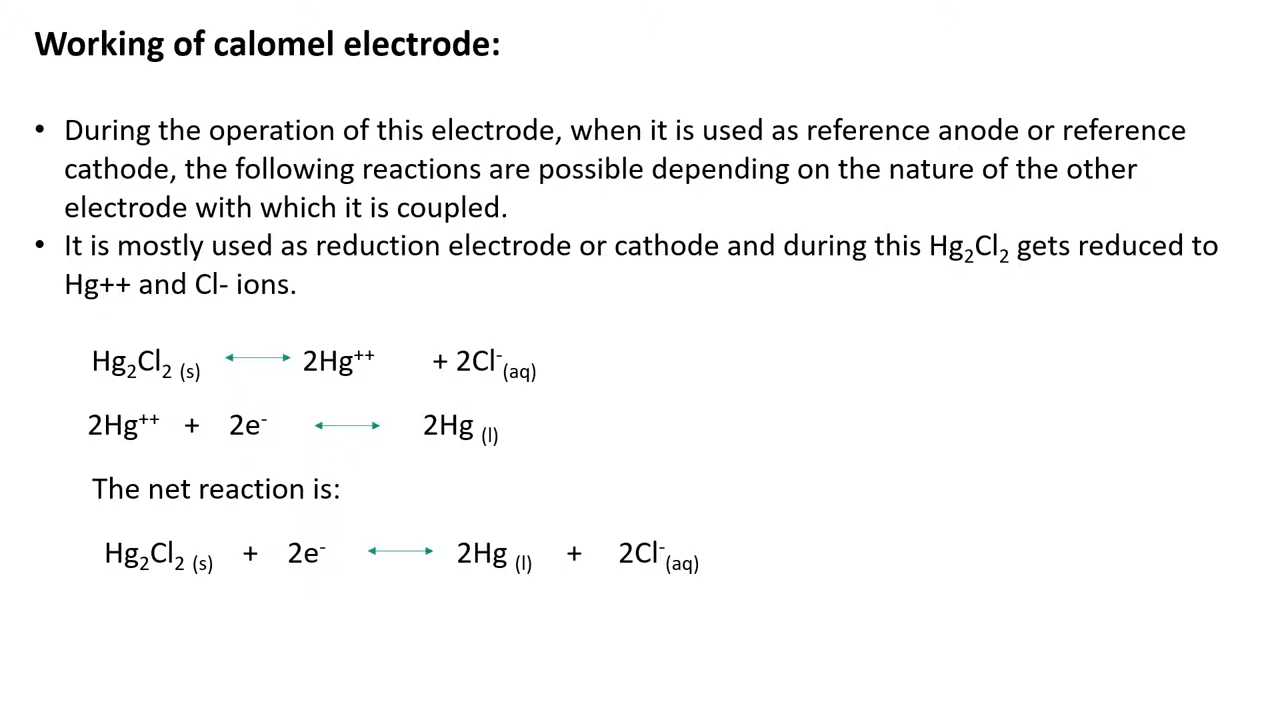 Working of calomel electrode:
• During the operation of this electrode, when it is used as reference anode or reference
cathode, the following reactions are possible depending on the nature of the other
electrode with which it is coupled.
• It is mostly used as reduction electrode or cathode and during this Hg₂Cl₂ gets reduced to
Hg++ and Cl- ions.
Hg₂Cl₂ (s) ⟷ 2Hg⁺⁺ + 2Cl⁻(aq)
2Hg⁺⁺ + 2e⁻ ⟷ 2Hg (l)
The net reaction is:
Hg₂Cl₂ (s) + 2e⁻ ⟷ 2Hg (l) + 2Cl⁻(aq)